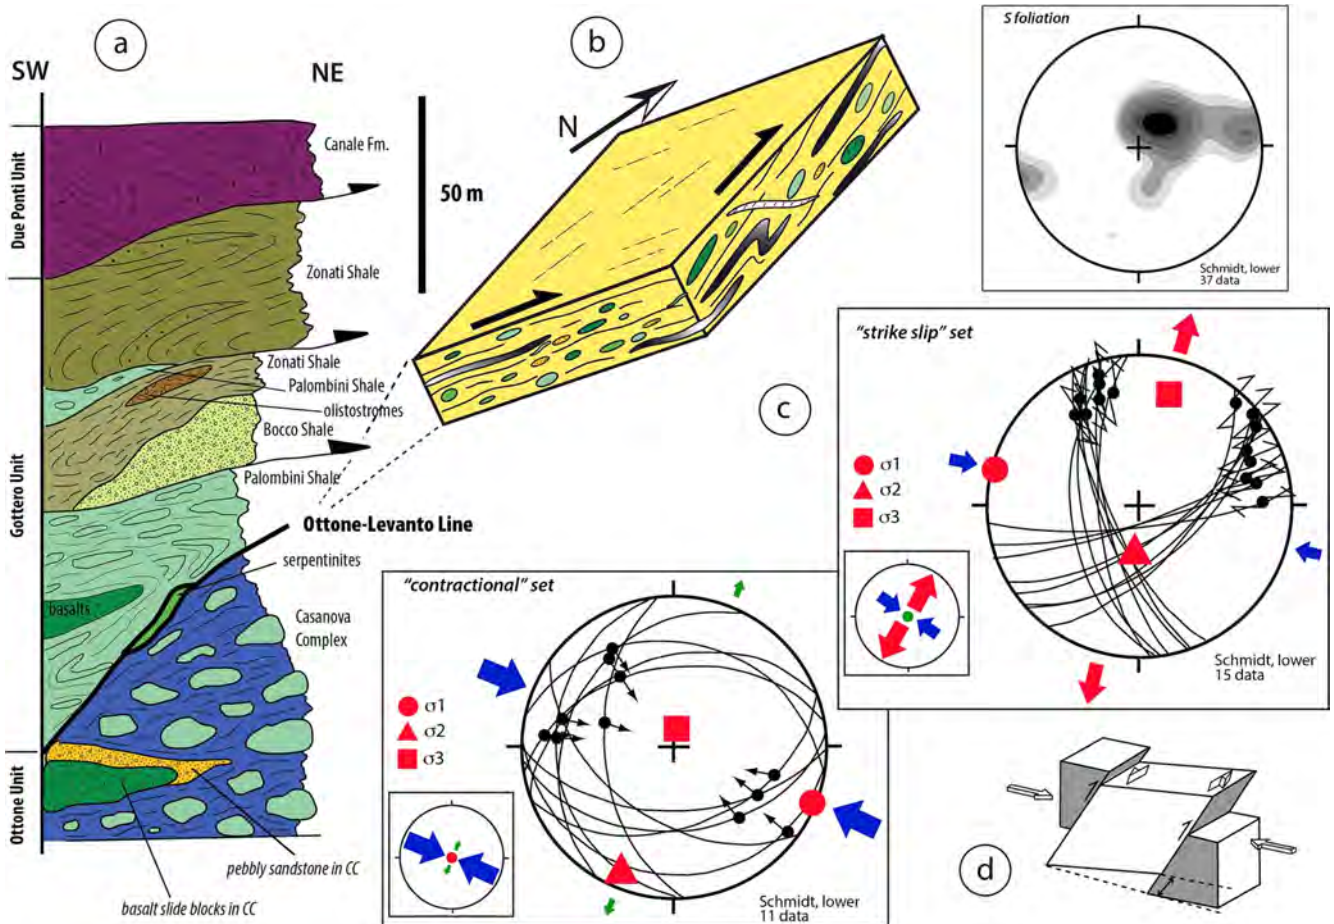 a
SW
NE
Due Ponti Unit
Gottero Unit
Ottone Unit
Canale Fm.
Zonati Shale
Zonati Shale
Palombini Shale
olistostromes
Bocco Shale
Palombini Shale
Ottone-Levanto Line
serpentinites
basalts
Casanova
Complex
pebbly sandstone in CC
basalt slide blocks in CC
50 m
b
N
S foliation
Schmidt, lower
37 data
c
"strike slip" set
σ1
σ2
σ3
Schmidt, lower
15 data
"contractional" set
σ1
σ2
σ3
Schmidt, lower
11 data
d